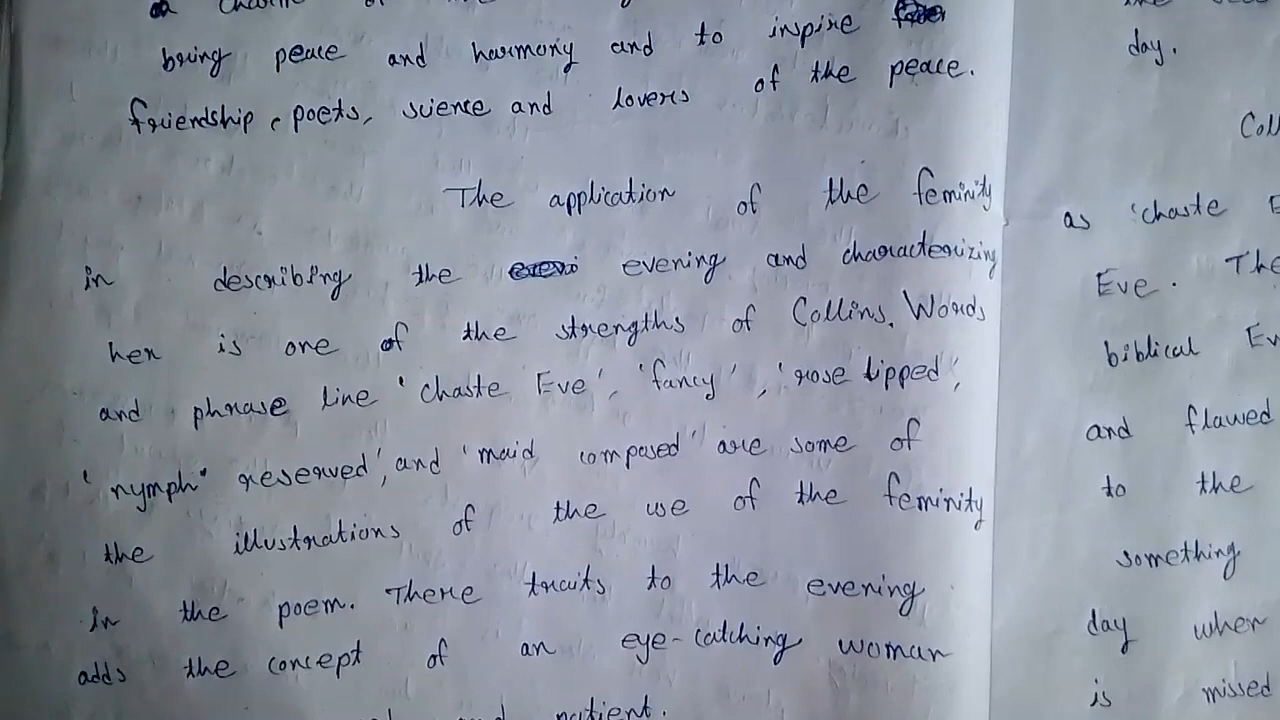 bring peace and harmony and to inspire
friendship, poets, science and lovers of the peace.
The application of the feminity
in describing the evening and characterizing
her is one of the strengths of Collins. Words
and phrase line 'chaste Eve', 'fancy', 'rose lipped',
'nymph" reserved', and 'maid composed' are some of
the illustrations of the use of the feminity
in the poem. There traits to the evening
adds the concept of an eye-catching woman
patient.
day.
as 'chaste
Eve. The
biblical
and flawed
to the
something
day when
is missed